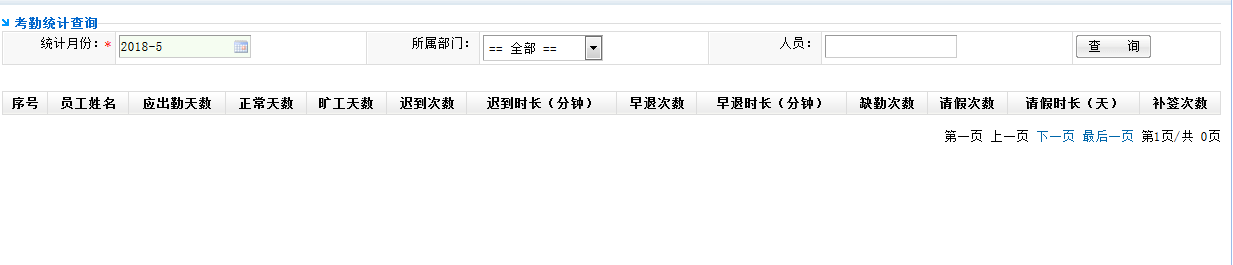 考勤统计查询
统计月份：* 2018-5 所属部门： == 全部 == 人员： 查 询
序号 员工姓名 应出勤天数 正常天数 旷工天数 迟到次数 迟到时长（分钟） 早退次数 早退时长（分钟） 缺勤次数 请假次数 请假时长（天） 补签次数
第一页 上一页 下一页 最后一页 第1页/共 0页